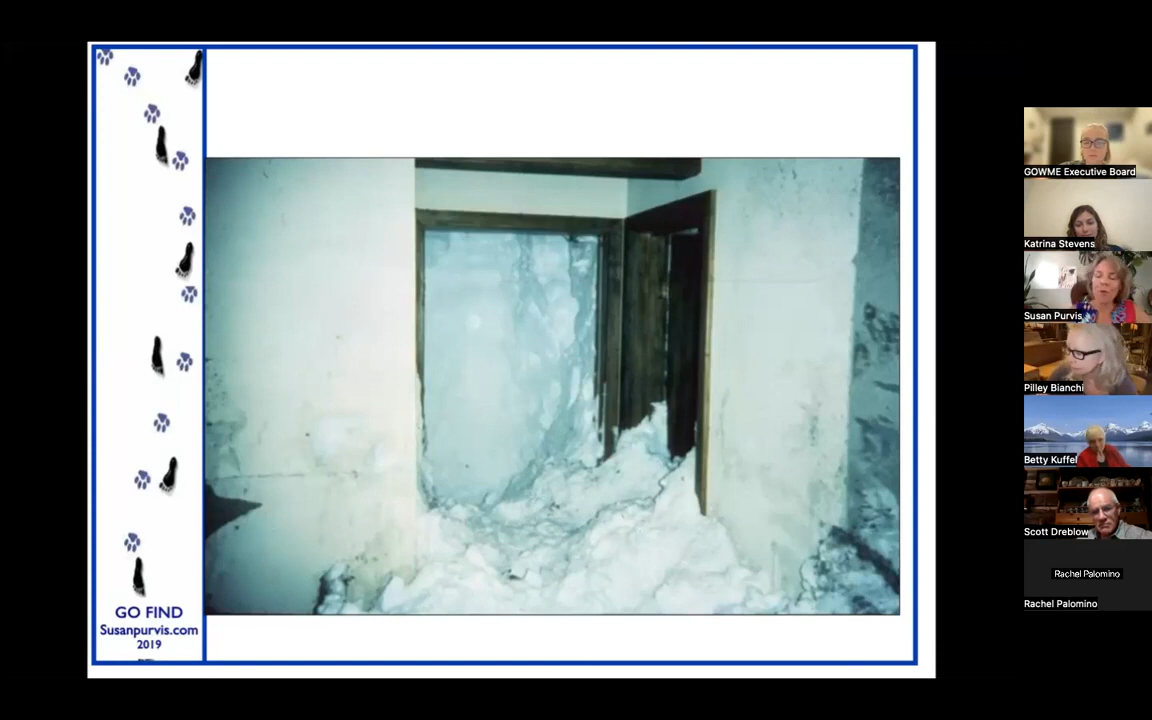 GO FIND
Susanpurvis.com
2019
GOWME Executive Board
Katrina Stevens
Susan Purvis
Pilley Bianchi
Betty Kuffel
Scott Dreblow
Rachel Palomino
Rachel Palomino